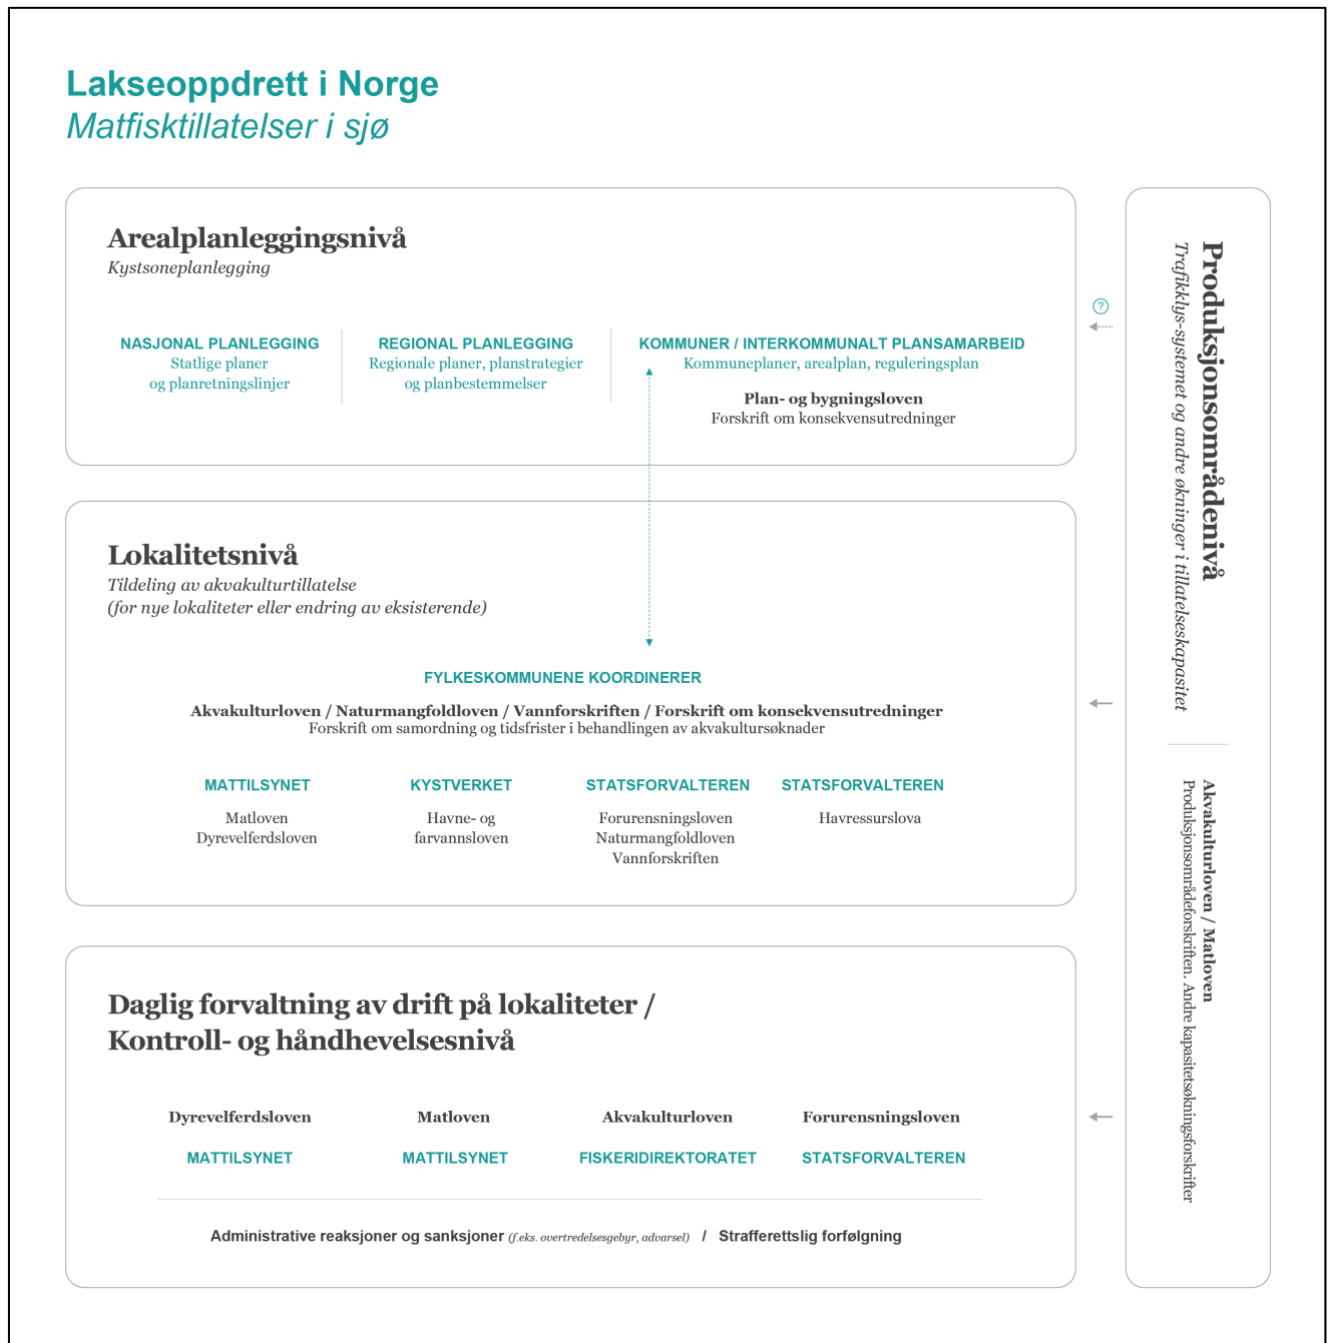 Lakseoppdrett i Norge
Matfisktillatelser i sjø
Arealplanleggingsnivå
Kystsoneplanlegging
NASJONAL PLANLEGGING
Statlige planer
og planretningslinjer
REGIONAL PLANLEGGING
Regionale planer, planstrategier
og planbestemmelser
KOMMUNER / INTERKOMMUNALT PLANSAMARBEID
Kommuneplaner, arealplan, reguleringsplan
Plan- og bygningsloven
Forskrift om konsekvensutredninger
Lokalitetsnivå
Tildeling av akvakulturtillatelse
(for nye lokaliteter eller endring av eksisterende)
FYLKESKOMMUNENE KOORDINERER
Akvakulturloven / Naturmangfoldloven / Vannforskriften / Forskrift om konsekvensutredninger
Forskrift om samordning og tidsfrister i behandlingen av akvakultursøknader
MATTILSYNET
Matloven
Dyrevelferdsloven
KYSTVERKET
Havne- og
farvannsloven
STATSFORVALTEREN
Forurensningsloven
Naturmangfoldloven
Vannforskriften
STATSFORVALTEREN
Havressurslova
Daglig forvaltning av drift på lokaliteter /
Kontroll- og håndhevelsesnivå
Dyrevelferdsloven
MATTILSYNET
Matloven
MATTILSYNET
Akvakulturloven
FISKERIDIREKTORATET
Forurensningsloven
STATSFORVALTEREN
Administrative reaksjoner og sanksjoner (f.eks. overtredelsesgebyr, advarsel) / Strafferettslig forfølgning
?
Produksjonsområdenivå
Trafikklys-systemet og andre økninger i tillatelseskapasitet
Akvakulturloven / Matloven
Produksjonsområdeforskriften. Andre kapasitetsøkningsforskrifter